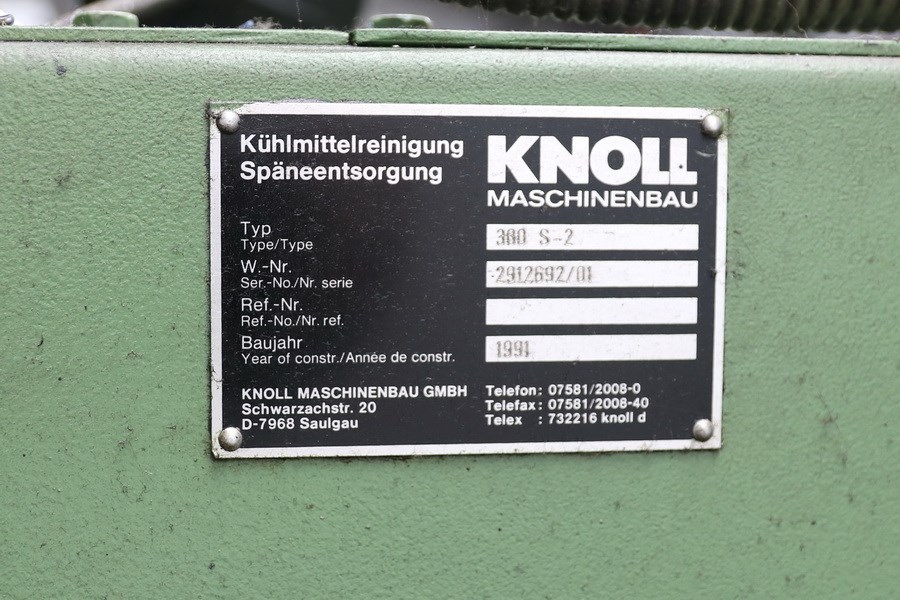 Kühlmittelreinigung
Späneentsorgung
KNOLL
MASCHINENBAU
Typ
Type/Type
300 S-2
W.-Nr.
Ser.-No./Nr. serie
2912692/01
Ref.-Nr.
Ref.-No./Nr. ref.
Baujahr
Year of constr./Année de constr.
1991
KNOLL MASCHINENBAU GMBH
Schwarzachstr. 20
D-7968 Saulgau
Telefon: 07581/2008-0
Telefax: 07581/2008-40
Telex : 732216 knoll d